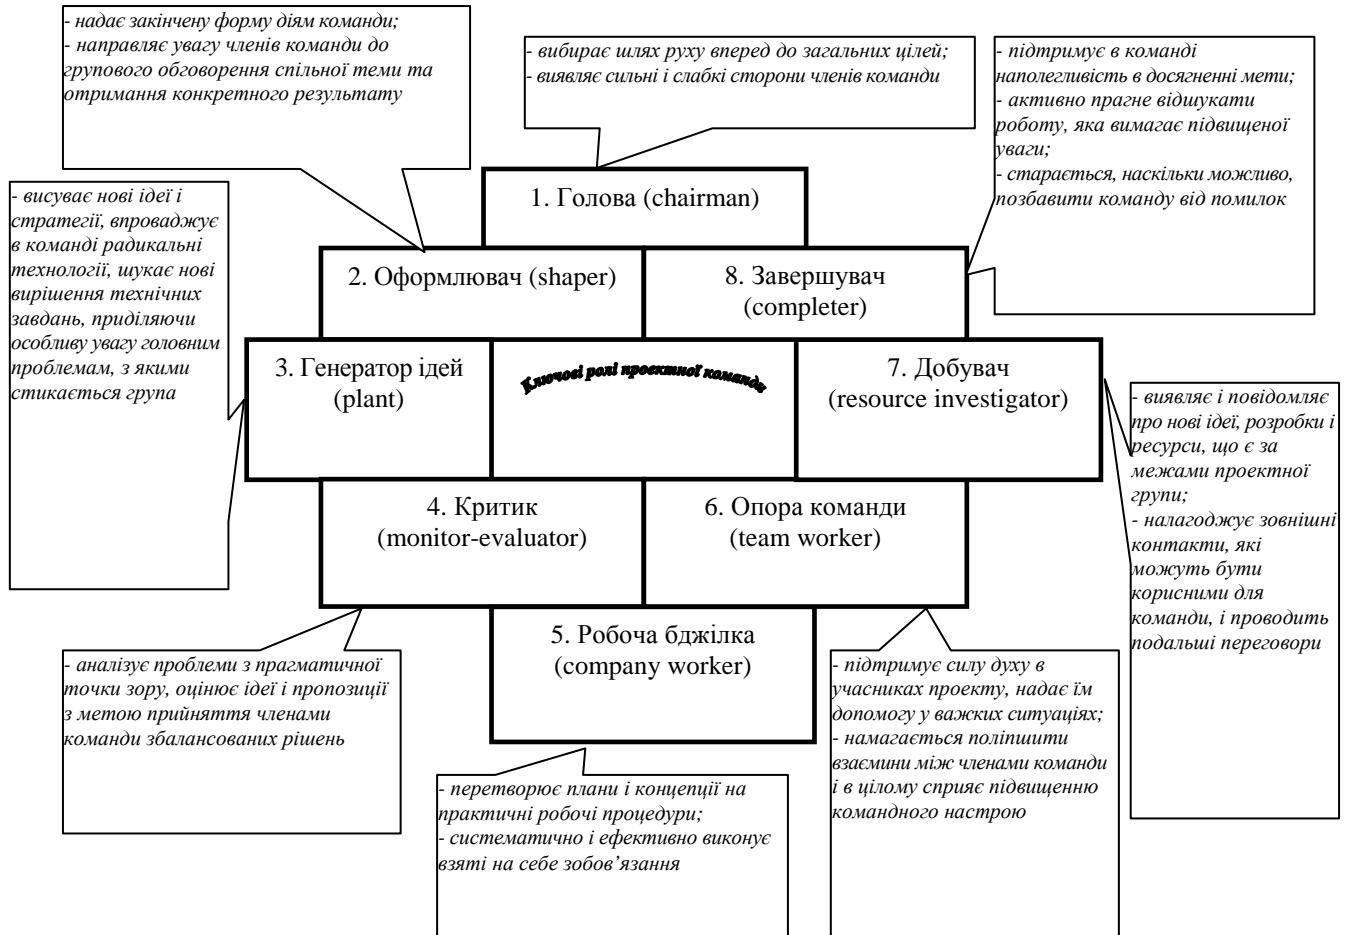 - надає закінчену форму діям команди;
- направляє увагу членів команди до
групового обговорення спільної теми та
отримання конкретного результату
- вибирає шлях руху вперед до загальних цілей;
- виявляє сильні і слабкі сторони членів команди
- підтримує в команді
наполегливість в досягненні мети;
- активно прагне відшукати
роботу, яка вимагає підвищеної
уваги;
- старається, наскільки можливо,
позбавити команду від помилок
- висуває нові ідеї і
стратегії, впроваджує
в команді радикальні
технології, шукає нові
вирішення технічних
завдань, приділяючи
особливу увагу головним
проблемам, з якими
стикається група
1. Голова (chairman)
2. Оформлювач (shaper)
8. Завершувач
(completer)
3. Генератор ідей
(plant)
Ключові ролі проектної команди
7. Добувач
(resource investigator)
- виявляє і повідомляє
про нові ідеї, розробки і
ресурси, що є за
межами проектної
групи;
- налагоджує зовнішні
контакти, які
можуть бути
корисними для
команди, і проводить
подальші переговори
4. Критик
(monitor-evaluator)
6. Опора команди
(team worker)
5. Робоча бджілка
(company worker)
- аналізує проблеми з прагматичної
точки зору, оцінює ідеї і пропозиції
з метою прийняття членами
команди збалансованих рішень
- перетворює плани і концепції на
практичні робочі процедури;
- систематично і ефективно виконує
взяті на себе зобов’язання
- підтримує силу духу в
учасниках проекту, надає їм
допомогу у важких ситуаціях;
- намагається поліпшити
взаємини між членами команди
і в цілому сприяє підвищенню
командного настрою